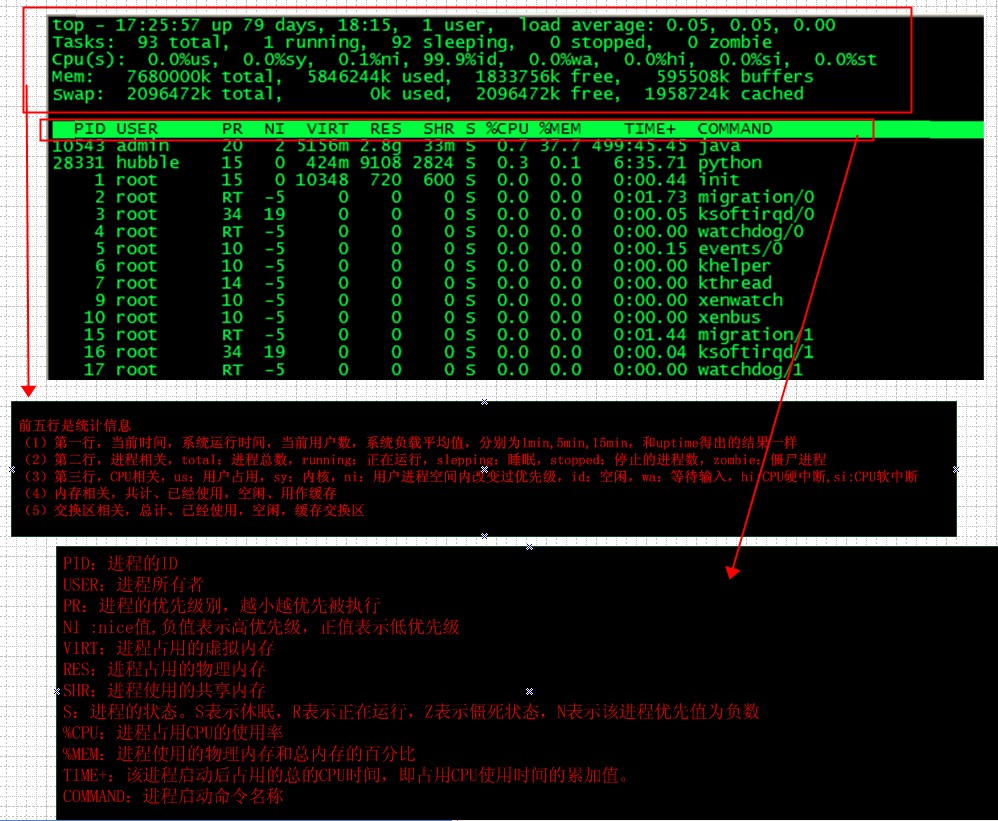 top - 17:25:57 up 79 days, 18:15, 1 user, load average: 0.05, 0.05, 0.00
Tasks: 93 total, 1 running, 92 sleeping, 0 stopped, 0 zombie
Cpu(s): 0.0%us, 0.0%sy, 0.1%ni, 99.9%id, 0.0%wa, 0.0%hi, 0.0%si, 0.0%st
Mem: 7680000k total, 5846244k used, 1833756k free, 595508k buffers
Swap: 2096472k total, 0k used, 2096472k free, 1958724k cached
PID USER PR NI VIRT RES SHR S %CPU %MEM TIME+ COMMAND
10543 admin 20 2 5156m 2.8g 33m S 0.7 37.7 499:45.45 java
28331 hubble 15 0 424m 9108 2824 S 0.3 0.1 6:35.71 python
1 root 15 0 10348 720 600 S 0.0 0.0 0:00.44 init
2 root RT -5 0 0 0 S 0.0 0.0 0:01.73 migration/0
3 root 34 19 0 0 0 S 0.0 0.0 0:00.05 ksoftirqd/0
4 root RT -5 0 0 0 S 0.0 0.0 0:00.00 watchdog/0
5 root 10 -5 0 0 0 S 0.0 0.0 0:00.15 events/0
6 root 10 -5 0 0 0 S 0.0 0.0 0:00.00 khelper
7 root 14 -5 0 0 0 S 0.0 0.0 0:00.00 kthread
9 root 10 -5 0 0 0 S 0.0 0.0 0:00.00 xenwatch
10 root 10 -5 0 0 0 S 0.0 0.0 0:00.00 xenbus
15 root RT -5 0 0 0 S 0.0 0.0 0:01.44 migration/1
16 root 34 19 0 0 0 S 0.0 0.0 0:00.04 ksoftirqd/1
17 root RT -5 0 0 0 S 0.0 0.0 0:00.00 watchdog/1
前五行是统计信息
（1）第一行，当前时间，系统运行时间，当前用户数，系统负载平均值，分别为1min,5min,15min，和uptime得出的结果一样
（2）第二行，进程相关，total：进程总数，running：正在运行，slepping：睡眠，stopped：停止的进程数，zombie：僵尸进程
（3）第三行，CPU相关，us：用户占用，sy：内核，ni：用户进程空间内改变过优先级，id：空闲，wa：等待输入，hi:CPU硬中断,si:CPU软中断
（4）内存相关，共计、已经使用，空闲、用作缓存
（5）交换区相关，总计、已经使用，空闲，缓存交换区
PID：进程的ID
USER：进程所有者
PR：进程的优先级别，越小越优先被执行
NI :nice值,负值表示高优先级，正值表示低优先级
VIRT：进程占用的虚拟内存
RES：进程占用的物理内存
SHR：进程使用的共享内存
S：进程的状态。S表示休眠，R表示正在运行，Z表示僵死状态，N表示该进程优先值为负数
%CPU：进程占用CPU的使用率
%MEM：进程使用的物理内存和总内存的百分比
TIME+：该进程启动后占用的总的CPU时间，即占用CPU使用时间的累加值。
COMMAND：进程启动命令名称